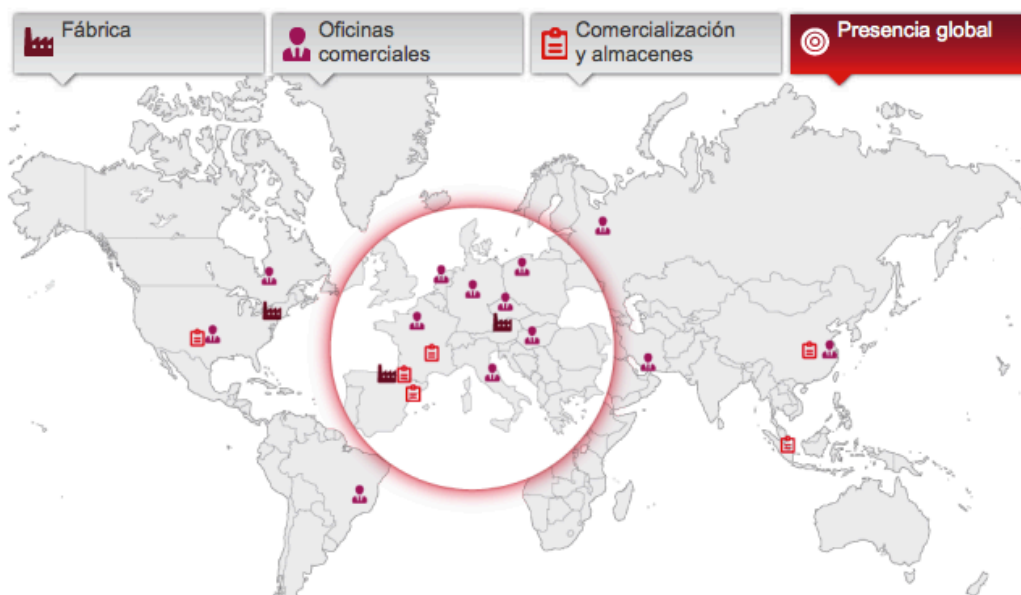 Fábrica
Oficinas
comerciales
Comercialización
y almacenes
Presencia global